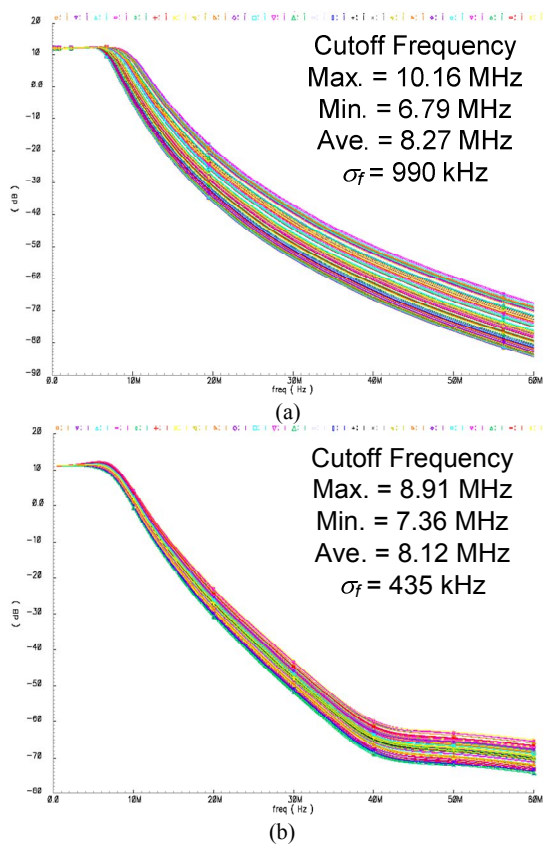 20
Cutoff Frequency
Max. = 10.16 MHz
Min. = 6.79 MHz
Ave. = 8.27 MHz
σf = 990 kHz
10
0.0
-10
-20
-30
-40
-50
-60
-70
-80
-90
( dB )
0.0 10M 20M 30M 40M 50M 60M
freq ( Hz )
(a)
20
Cutoff Frequency
Max. = 8.91 MHz
Min. = 7.36 MHz
Ave. = 8.12 MHz
σf = 435 kHz
10
0.0
-10
-20
-30
-40
-50
-60
-70
-80
( dB )
0.0 10M 20M 30M 40M 50M 60M
freq ( Hz )
(b)